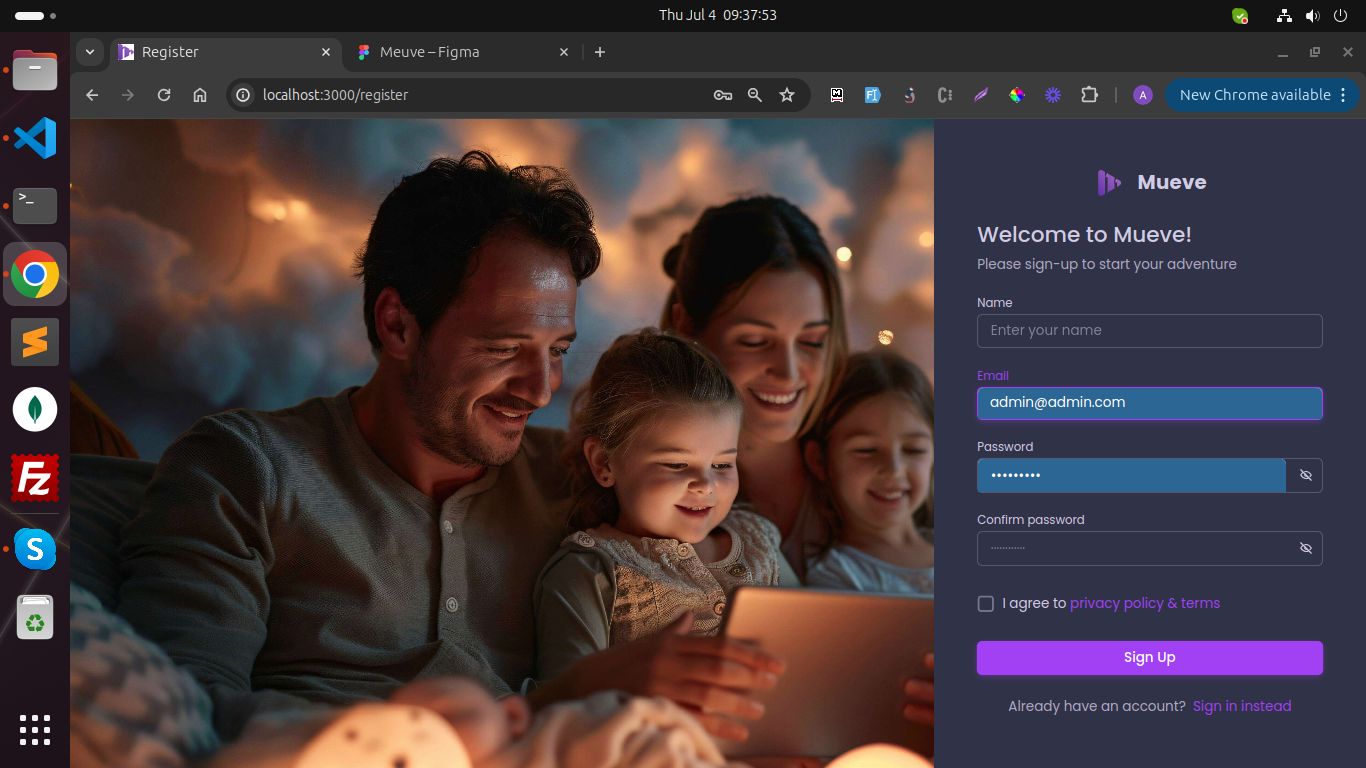 Thu Jul 4 09:37:53
Register
Meuve – Figma
localhost:3000/register
A
New Chrome available
Mueve
Welcome to Mueve!
Please sign-up to start your adventure
Name
Enter your name
Email
admin@admin.com
Password
•••••••••
Confirm password
············
I agree to privacy policy & terms
Sign Up
Already have an account? Sign in instead